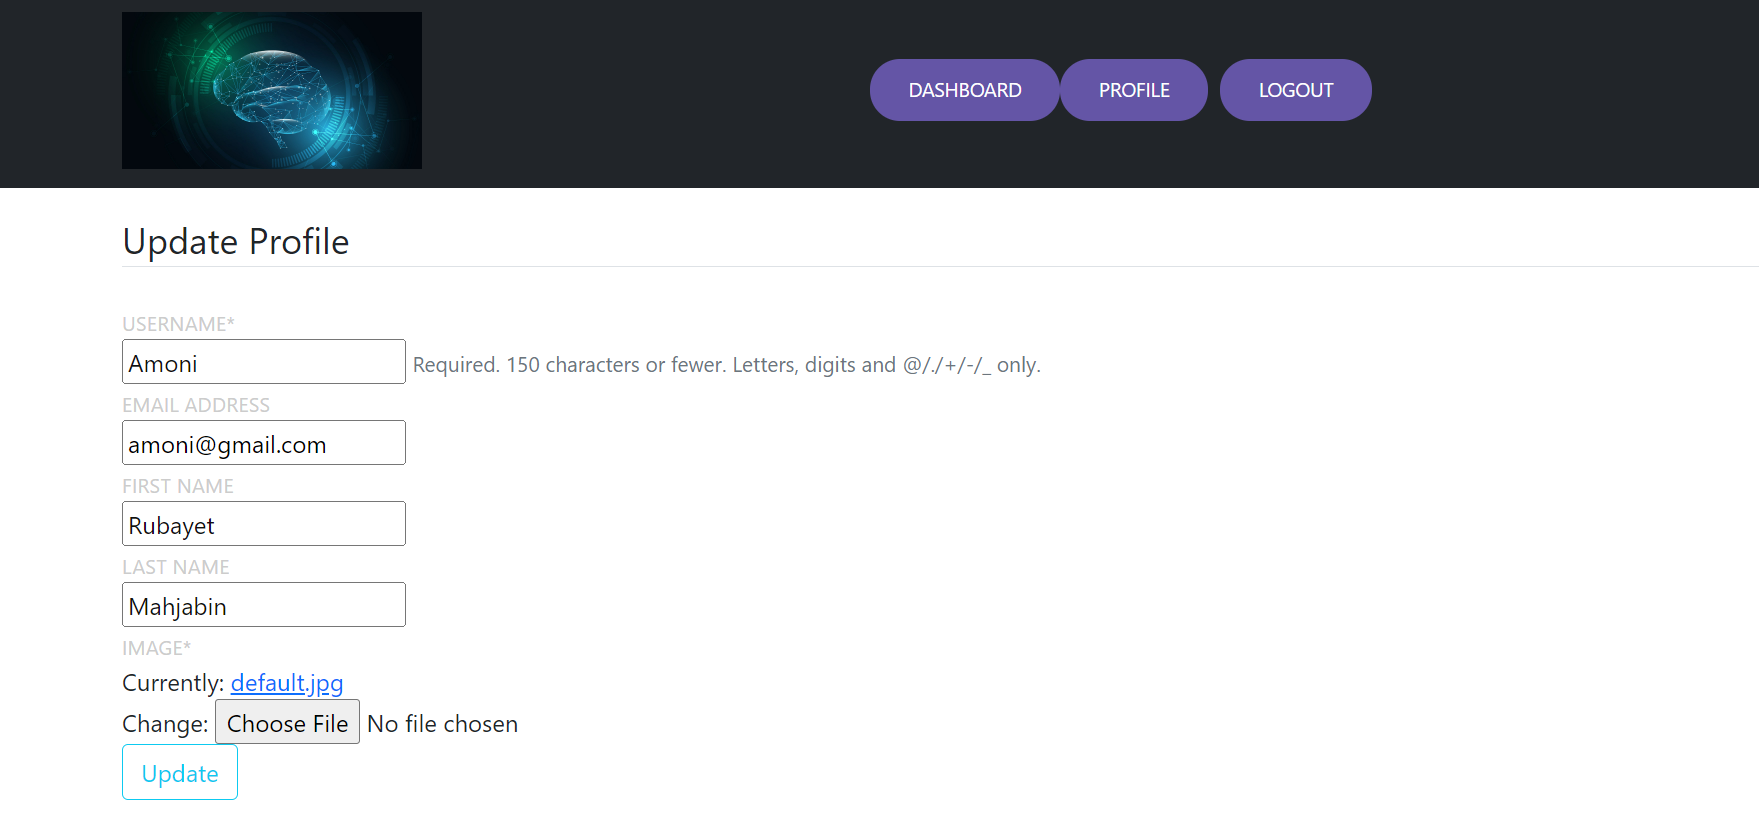 DASHBOARD PROFILE LOGOUT
Update Profile
USERNAME*
Amoni Required. 150 characters or fewer. Letters, digits and @/./+/-/_ only.
EMAIL ADDRESS
amoni@gmail.com
FIRST NAME
Rubayet
LAST NAME
Mahjabin
IMAGE*
Currently: default.jpg
Change: Choose File No file chosen
Update